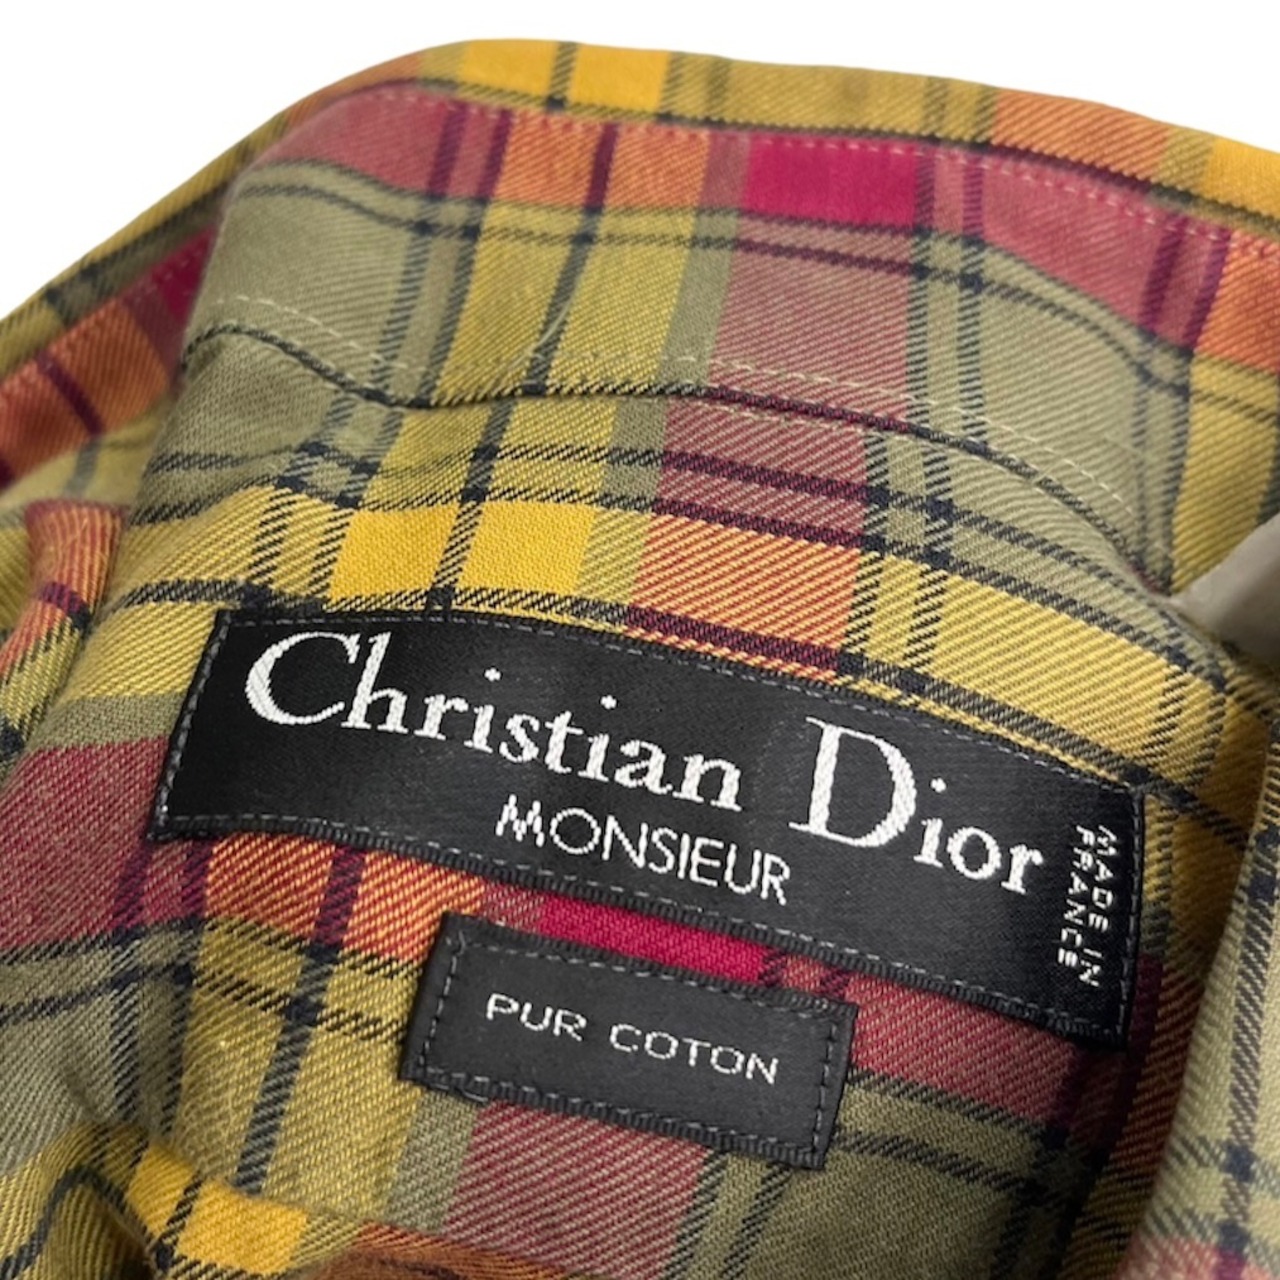 Christian Dior
MONSIEUR
MADE IN
FRANCE
PUR COTON